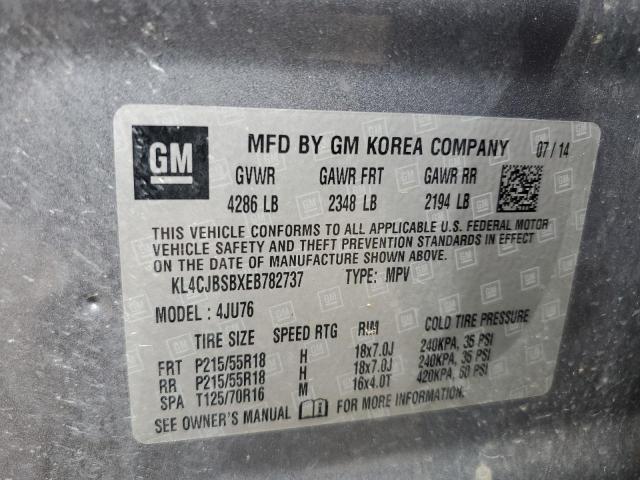 GM MFD BY GM KOREA COMPANY 07/14
GVWR GAWR FRT GAWR RR
4286 LB 2348 LB 2194 LB
THIS VEHICLE CONFORMS TO ALL APPLICABLE U.S. FEDERAL MOTOR
VEHICLE SAFETY AND THEFT PREVENTION STANDARDS IN EFFECT
ON THE DATE OF MANUFACTURE SHOWN ABOVE.
KL4CJBSBXEB782737 TYPE: MPV
MODEL: 4JU76
TIRE SIZE SPEED RTG RIM COLD TIRE PRESSURE
FRT P215/55R18 H 18x7.0J 240KPA, 35 PSI
RR P215/55R18 H 18x7.0J 240KPA, 35 PSI
SPA T125/70R16 M 16x4.0T 420KPA, 60 PSI
SEE OWNER'S MANUAL FOR MORE INFORMATION.